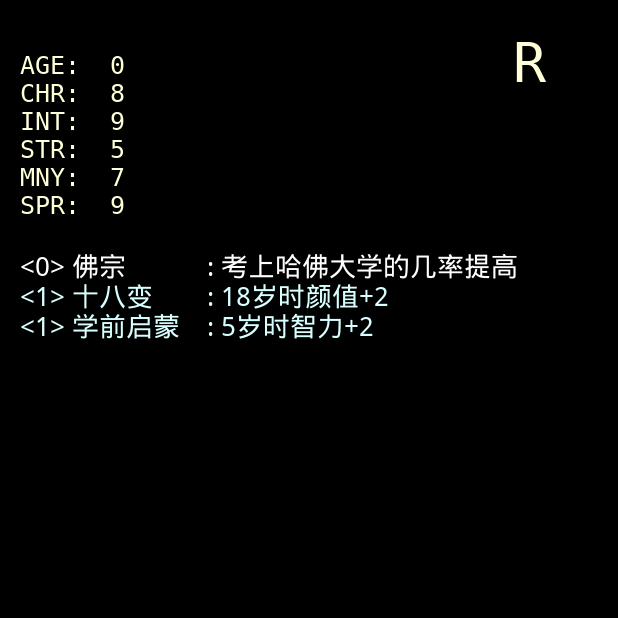 R
AGE: 0
CHR: 8
INT: 9
STR: 5
MNY: 7
SPR: 9
<0> 佛宗 : 考上哈佛大学的几率提高
<1> 十八变 : 18岁时颜值+2
<1> 学前启蒙 : 5岁时智力+2